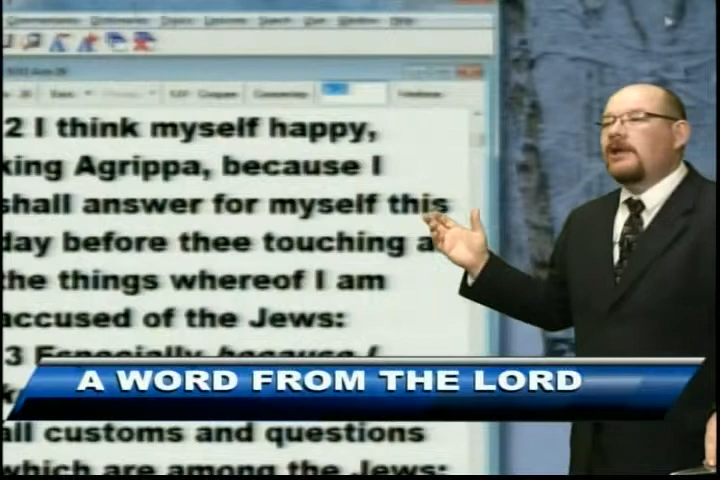 2 I think myself happy,
king Agrippa, because I
shall answer for myself this
day before thee touching a
the things whereof I am
accused of the Jews:
3 Especially because I
A WORD FROM THE LORD
all customs and questions
which are among the Jews: